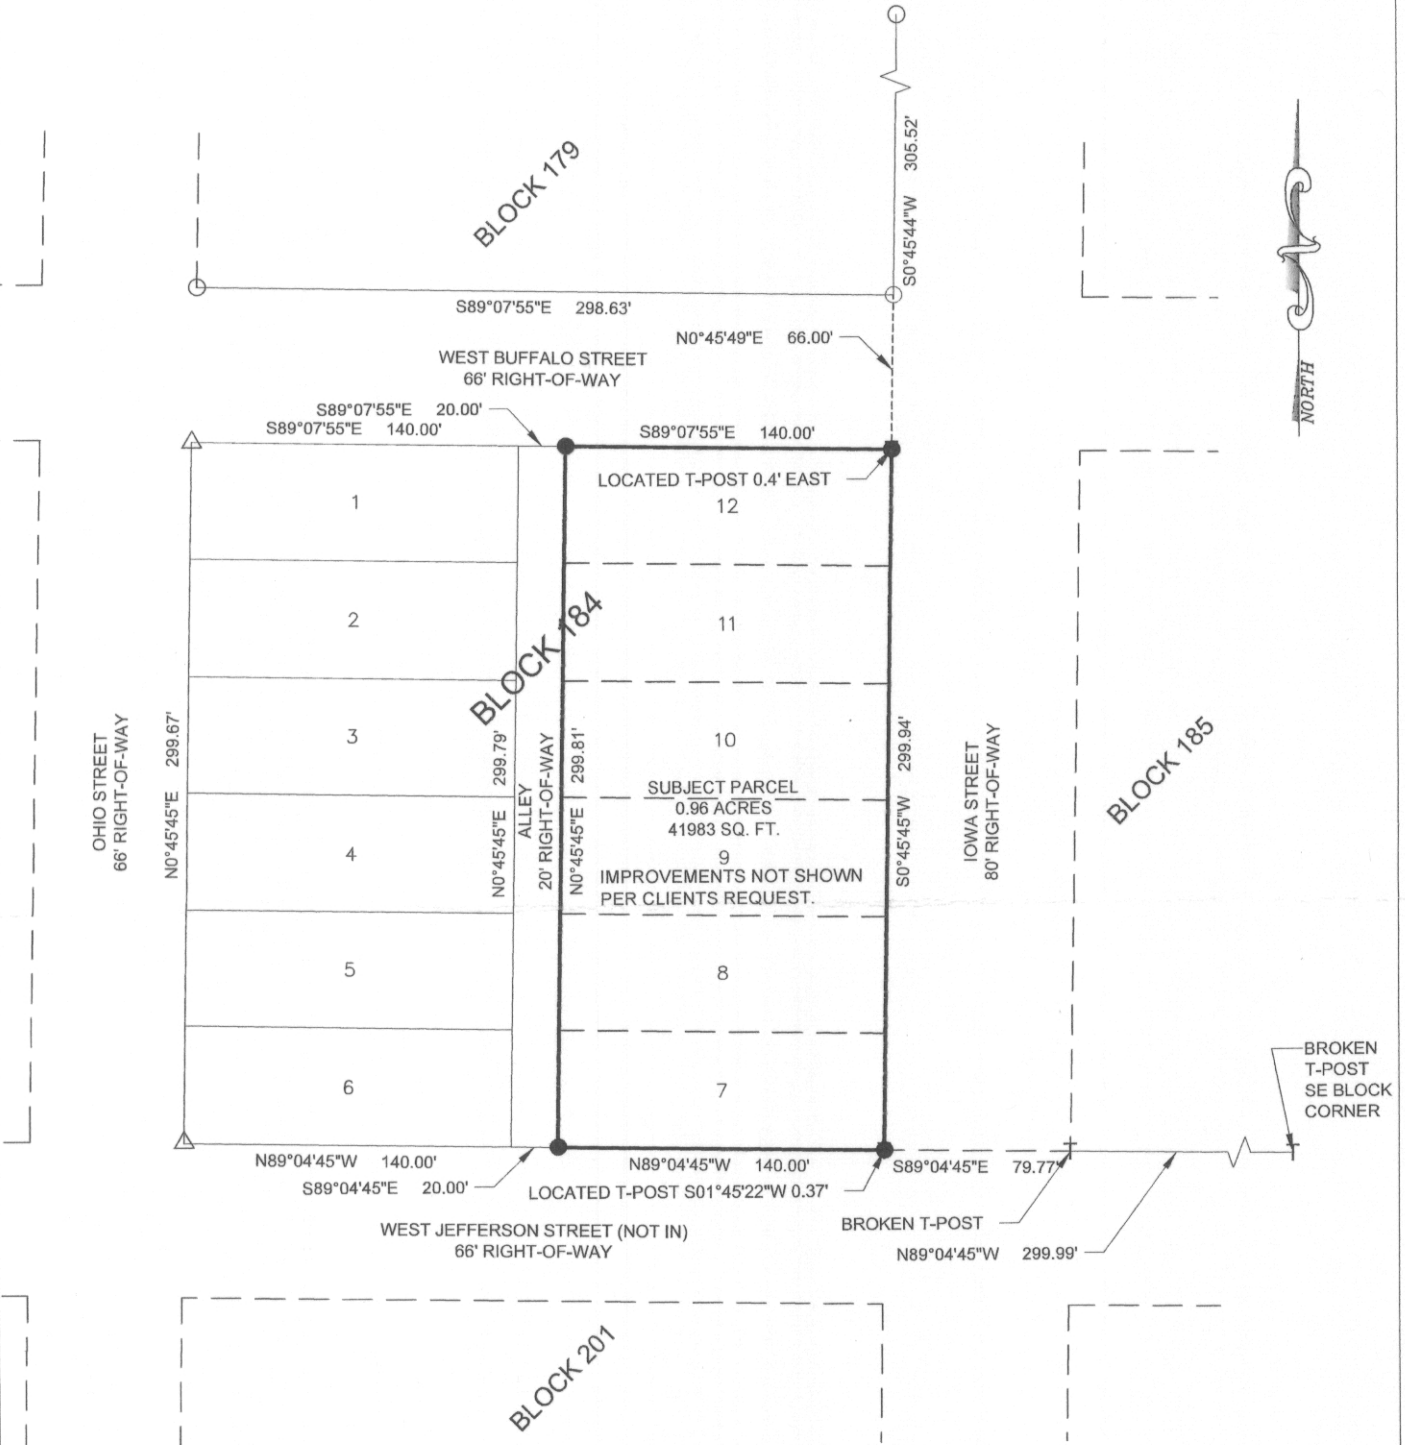 BLOCK 179
S0°45'44"W 305.52'
S89°07'55"E 298.63'
N0°45'49"E 66.00'
WEST BUFFALO STREET
66' RIGHT-OF-WAY
NORTH
S89°07'55"E 20.00'
S89°07'55"E 140.00'
S89°07'55"E 140.00'
LOCATED T-POST 0.4' EAST
1
12
2
11
BLOCK 184
3
10
OHIO STREET
66' RIGHT-OF-WAY
N0°45'45"E 299.67'
N0°45'45"E 299.79'
ALLEY
20' RIGHT-OF-WAY
N0°45'45"E 299.81'
SUBJECT PARCEL
0.96 ACRES
41983 SQ. FT.
S0°45'45"W 299.94'
IOWA STREET
80' RIGHT-OF-WAY
BLOCK 185
4
9
IMPROVEMENTS NOT SHOWN
PER CLIENTS REQUEST.
5
8
6
7
BROKEN
T-POST
SE BLOCK
CORNER
N89°04'45"W 140.00'
N89°04'45"W 140.00'
S89°04'45"E 79.77'
S89°04'45"E 20.00'
LOCATED T-POST S01°45'22"W 0.37'
BROKEN T-POST
N89°04'45"W 299.99'
WEST JEFFERSON STREET (NOT IN)
66' RIGHT-OF-WAY
BLOCK 201